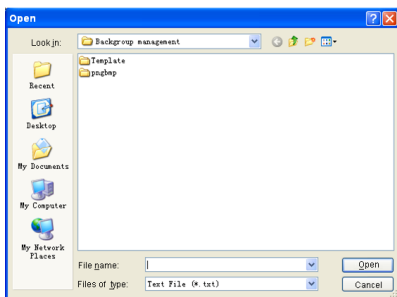 Open
Look in:
Backgroup management
Template
pngbmp
Recent
Desktop
My Documents
My Computer
My Network
Places
File name:
Open
Files of type:
Text File (*.txt)
Cancel